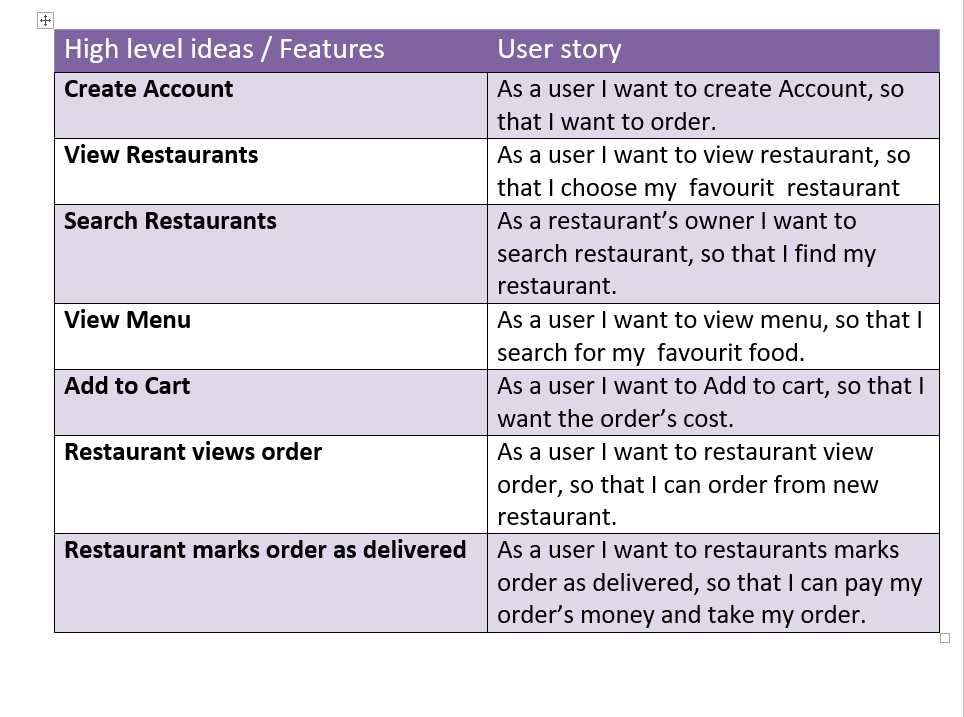 High level ideas / Features
User story
Create Account
As a user I want to create Account, so
that I want to order.
View Restaurants
As a user I want to view restaurant, so
that I choose my  favourit  restaurant
Search Restaurants
As a restaurant’s owner I want to
search restaurant, so that I find my
restaurant.
View Menu
As a user I want to view menu, so that I
search for my  favourit food.
Add to Cart
As a user I want to Add to cart, so that I
want the order’s cost.
Restaurant views order
As a user I want to restaurant view
order, so that I can order from new
restaurant.
Restaurant marks order as delivered
As a user I want to restaurants marks
order as delivered, so that I can pay my
order’s money and take my order.